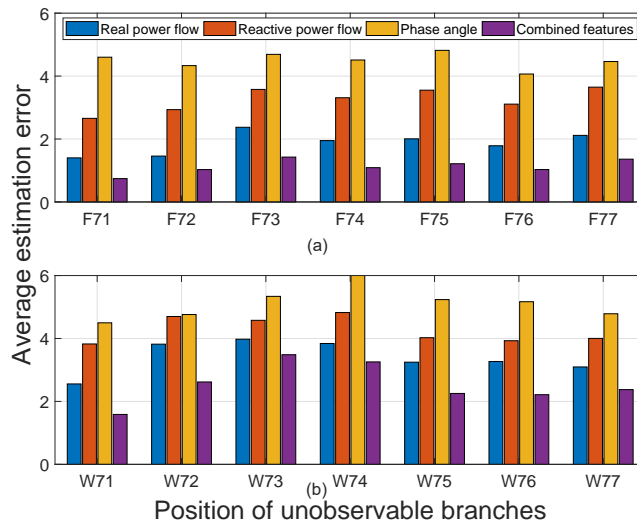 6
Real power flow Reactive power flow Phase angle Combined features
4
2
0
F71 F72 F73 F74 F75 F76 F77
(a)
Average estimation error
6
4
2
0
W71 W72 W73 W74 W75 W76 W77
(b)
Position of unobservable branches